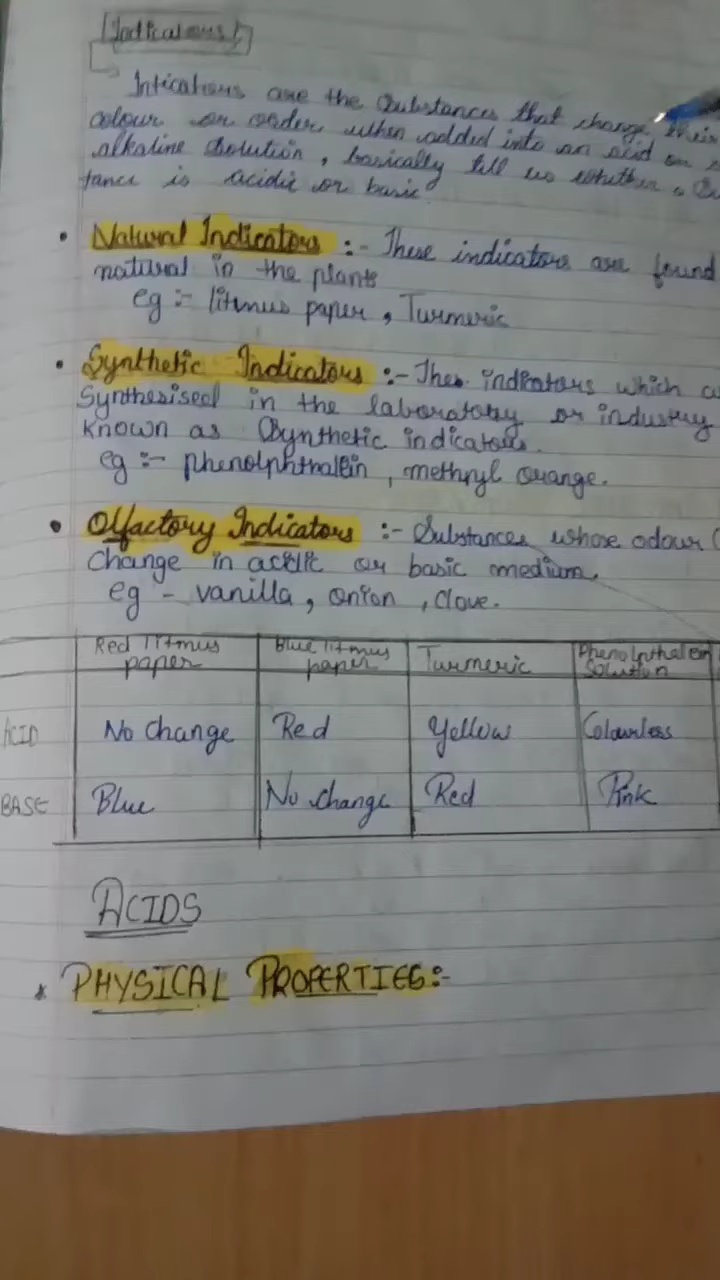 Indicators!
Inticators are the Substances that change their
colour or order, when added into an acid or
alkaline Solution, basically tell us whether a
tance is acidic or basic
• Natural Indicators :- These indicators are found
natural in the plants
eg :- litmus paper, Turmeric
• Synthetic Indicators :- Thes indicators which
Synthesised in the laboratory or industry
known as Synthetic indicators.
eg :- phenolphthalein, methyl orange.
• Olfactory Indicators :- Substances whose odour
change in acidic or basic medium.
eg - vanilla, onion, clove.
Red litmus paper Blue litmus paper Turmeric Phenolphthalein Solution
ACID No change Red Yellow Colourless
BASE Blue No change Red Pink
ACIDS
* PHYSICAL PROPERTIES:-